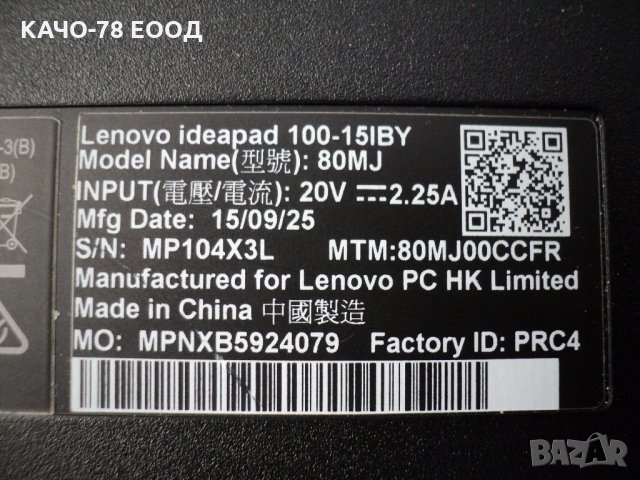 КАЧО-78 ЕООД
-3(B)
(B)
Lenovo ideapad 100-15IBY
Model Name(型號): 80MJ
INPUT(電壓/電流): 20V ⎓ 2.25A
Mfg Date: 15/09/25
S/N: MP104X3L MTM:80MJ00CCFR
Manufactured for Lenovo PC HK Limited
Made in China 中國製造
MO: MPNXB5924079 Factory ID: PRC4
BAZAR